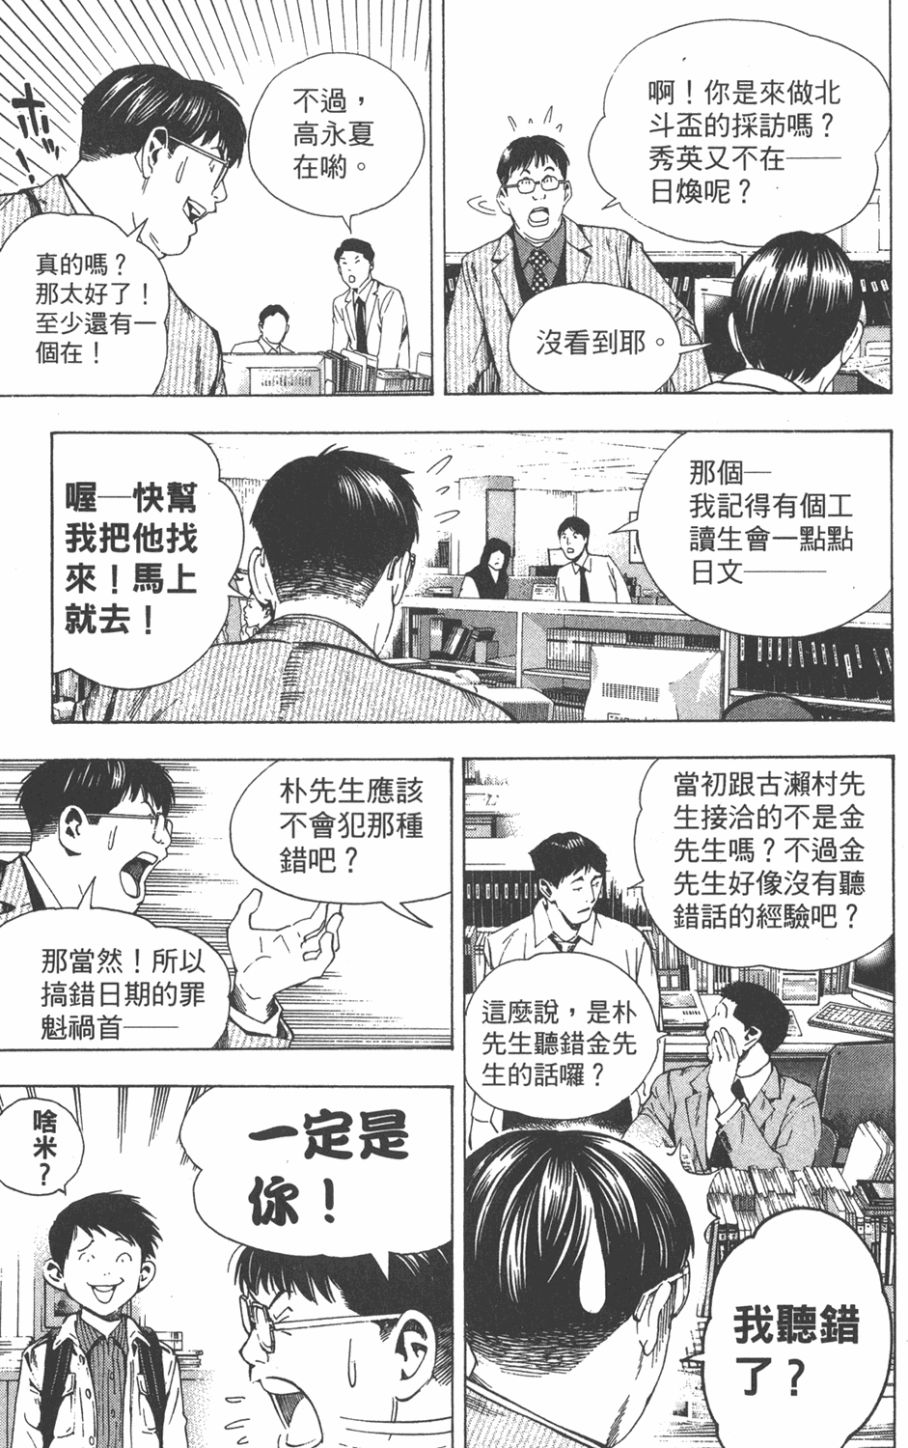 啊！你是來做北
斗盃的採訪嗎？
秀英又不在——
日煥呢？
沒看到耶。
不過，
高永夏
在喲。
真的嗎？
那太好了！
至少還有一
個在！
那個—
我記得有個工
讀生會一點點
日文———
喔—快幫
我把他找
來！馬上
就去！
當初跟古瀨村先
生接洽的不是金
先生嗎？不過金
先生好像沒有聽
錯話的經驗吧？
這麼說，是朴
先生聽錯金先
生的話囉？
我聽錯
了？
朴先生應該
不會犯那種
錯吧？
那當然！所以
搞錯日期的罪
魁禍首——
一定是
你！
啥米？